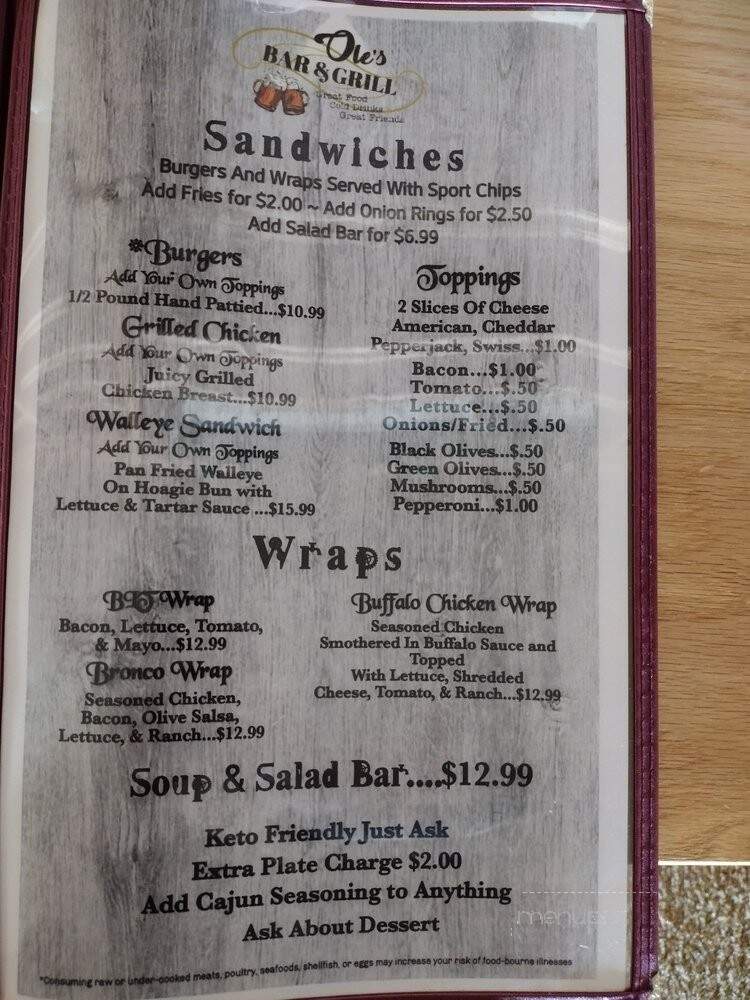 Ole's
BAR & GRILL
Great Food
Cold Drinks
Great Friends
Sandwiches
Burgers And Wraps Served With Sport Chips
Add Fries for $2.00 ~ Add Onion Rings for $2.50
Add Salad Bar for $6.99
*Burgers
Add Your Own Toppings
1/2 Pound Hand Pattied...$10.99
Grilled Chicken
Add Your Own Toppings
Juicy Grilled
Chicken Breast...$10.99
Walleye Sandwich
Add Your Own Toppings
Pan Fried Walleye
On Hoagie Bun with
Lettuce & Tartar Sauce ...$15.99
Toppings
2 Slices Of Cheese
American, Cheddar
Pepperjack, Swiss...$1.00
Bacon...$1.00
Tomato...$.50
Lettuce...$.50
Onions/Fried...$.50
Black Olives...$.50
Green Olives...$.50
Mushrooms...$.50
Pepperoni...$1.00
Wraps
BLT Wrap
Bacon, Lettuce, Tomato,
& Mayo...$12.99
Bronco Wrap
Seasoned Chicken,
Bacon, Olive Salsa,
Lettuce, & Ranch...$12.99
Buffalo Chicken Wrap
Seasoned Chicken
Smothered In Buffalo Sauce and
Topped
With Lettuce, Shredded
Cheese, Tomato, & Ranch...$12.99
Soup & Salad Bar....$12.99
Keto Friendly Just Ask
Extra Plate Charge $2.00
Add Cajun Seasoning to Anything
Ask About Dessert
*Consuming raw or under-cooked meats, poultry, seafoods, shellfish, or eggs may increase your risk of food-bourne illnesses